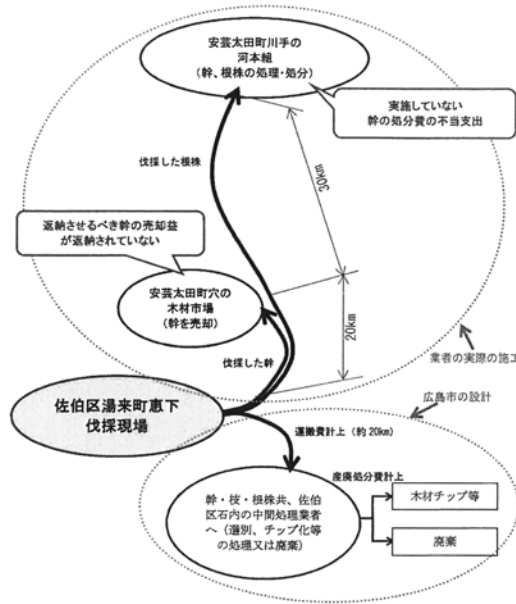 安芸太田町川手の
河本組
（幹、根株の処理・処分）
実施していない
幹の処分費の不当支出
伐採した根株
30km
返納させるべき幹の売却益
が返納されていない
安芸太田町穴の
木材市場
（幹を売却）
20km
伐採した幹
業者の実際の施工
佐伯区湯来町恵下
伐採現場
広島市の設計
運搬費計上（約20km）
産廃処分費計上
幹・枝・根株共、佐伯
区石内の中間処理業者
へ（選別、チップ化等
の処理又は廃棄）
木材チップ等
廃棄